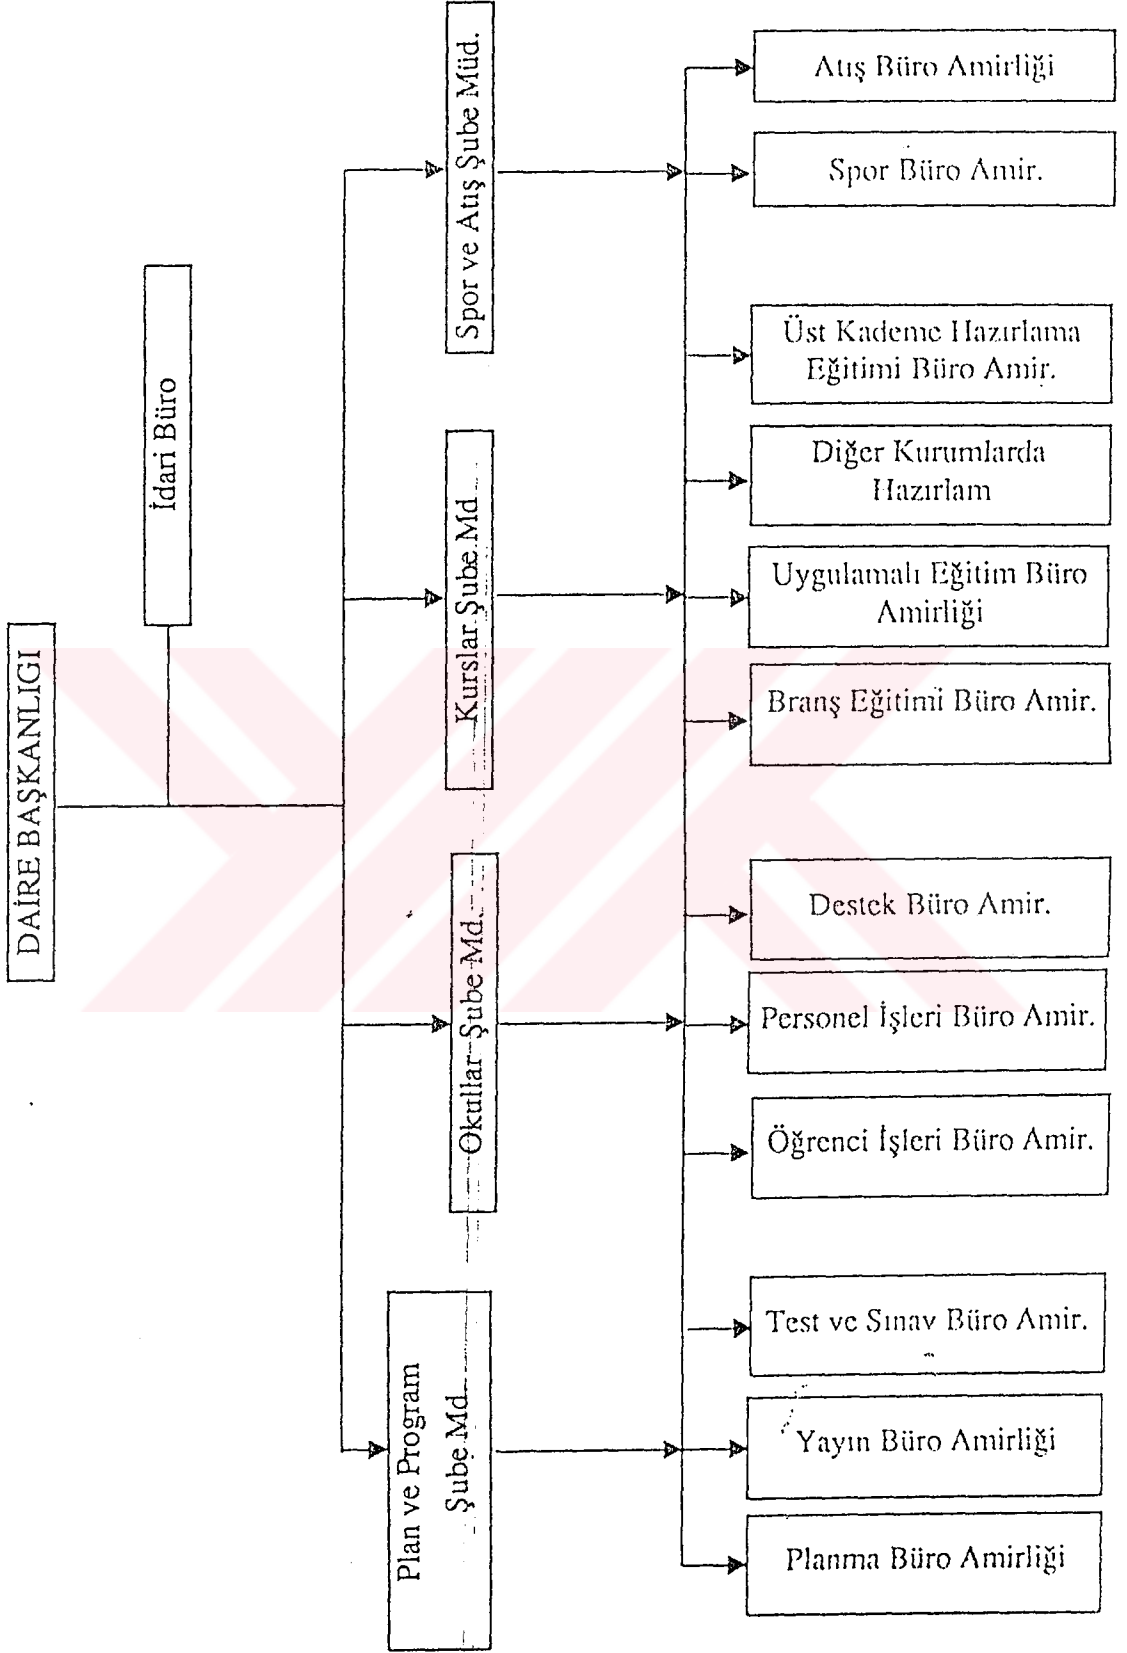 DAİRE BAŞKANLIGI
İdari Büro
Plan ve Program
Şube Md.
Okullar Şube Md.
Kurslar Şube Md
Spor ve Atış Şube Müd.
Atış Büro Amirliği
Spor Büro Amir.
Üst Kademe Hazırlama
Eğitimi Büro Amir.
Diğer Kurumlarda
Hazırlam
Uygulamalı Eğitim Büro
Amirliği
Branş Eğitimi Büro Amir.
Destek Büro Amir.
Personel İşleri Büro Amir.
Öğrenci İşleri Büro Amir.
Test ve Sınav Büro Amir.
Yayın Büro Amirliği
Planma Büro Amirliği